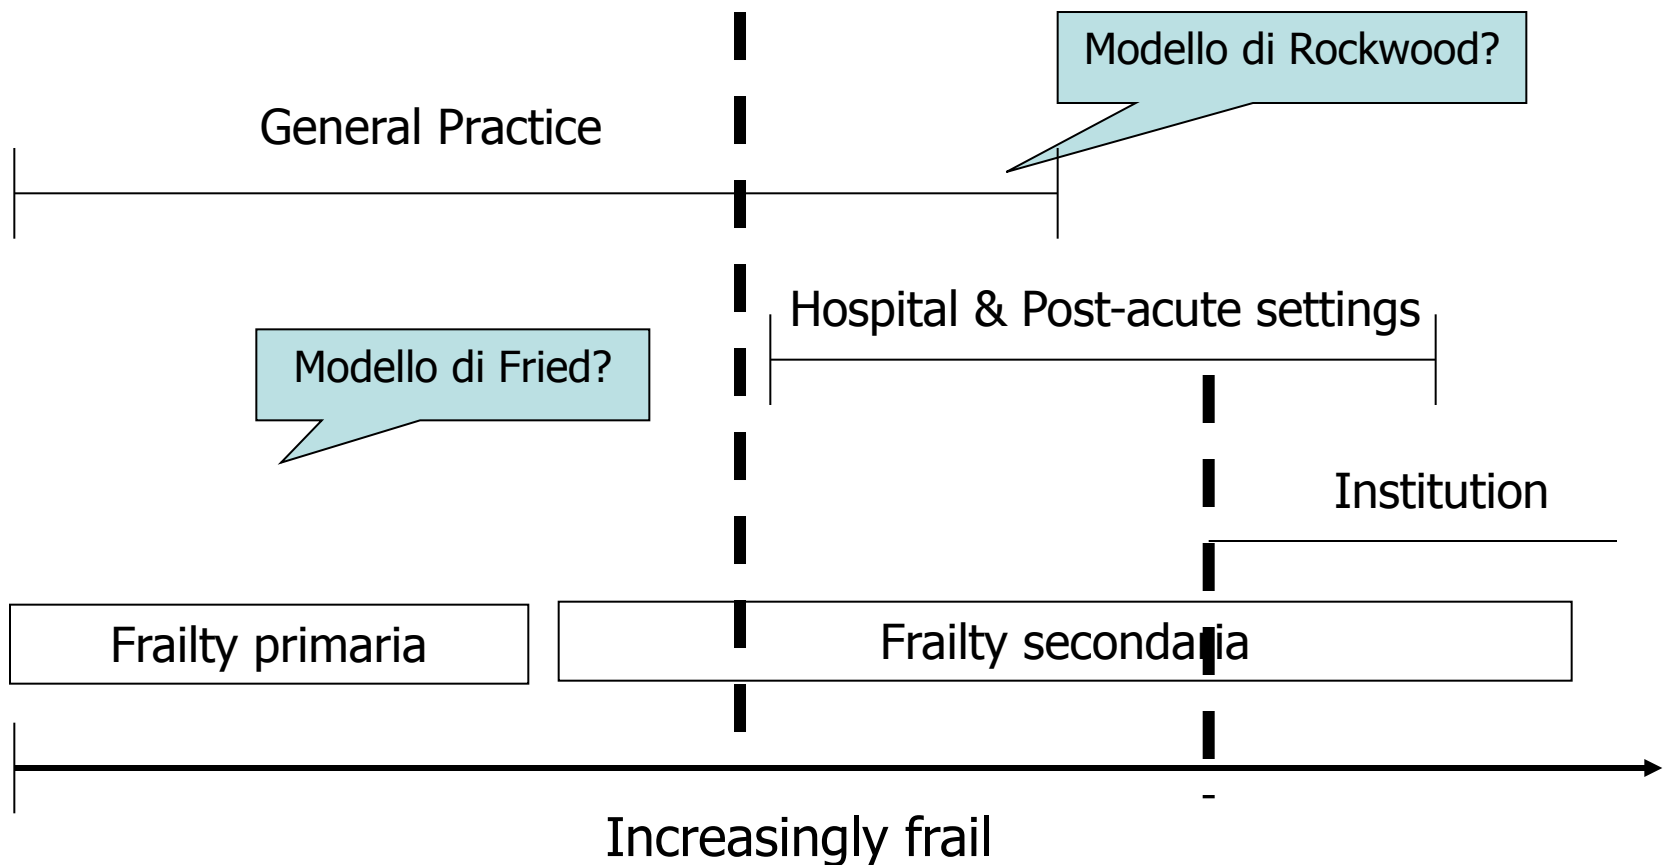 Modello di Rockwood?
General Practice
Hospital & Post-acute settings
Modello di Fried?
Institution
Frailty primaria
Frailty secondaria
Increasingly frail